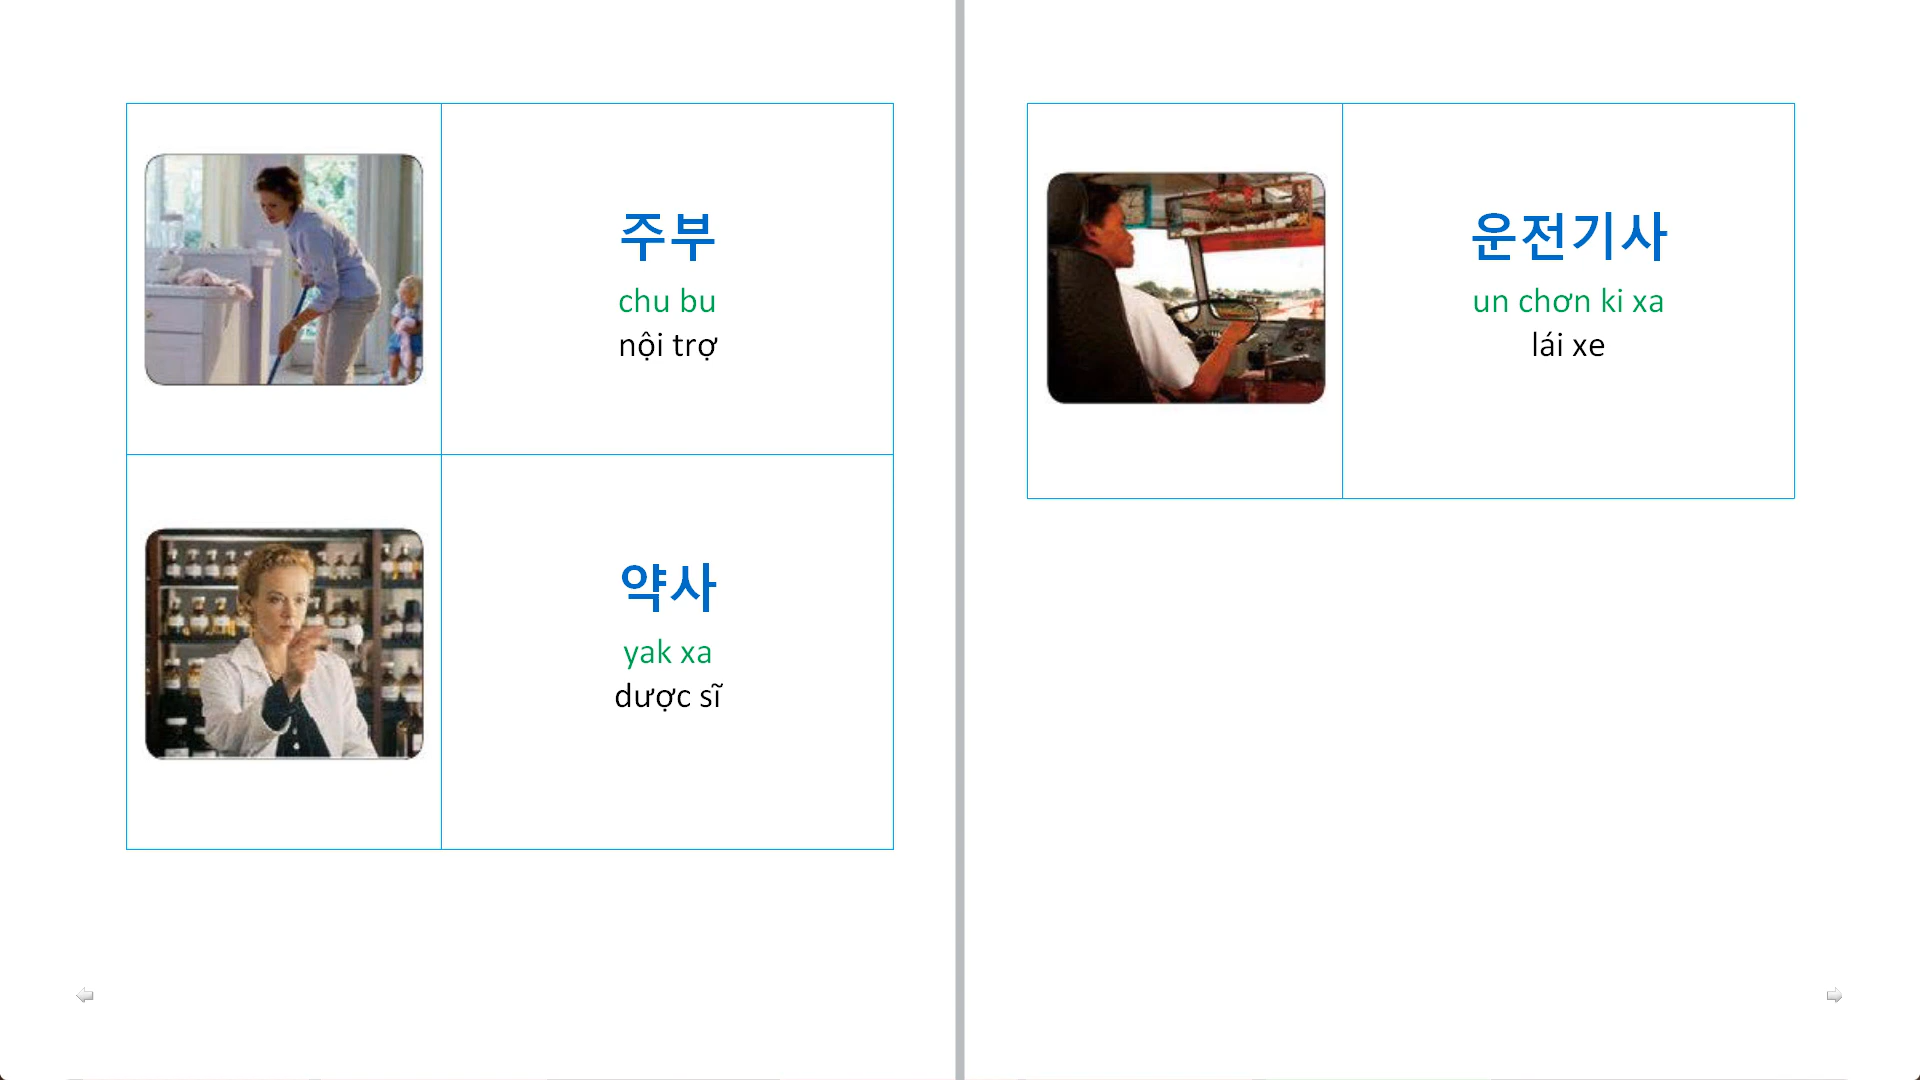 주부
chu bu
nội trợ
약사
yak xa
dược sĩ
운전기사
un chơn ki xa
lái xe